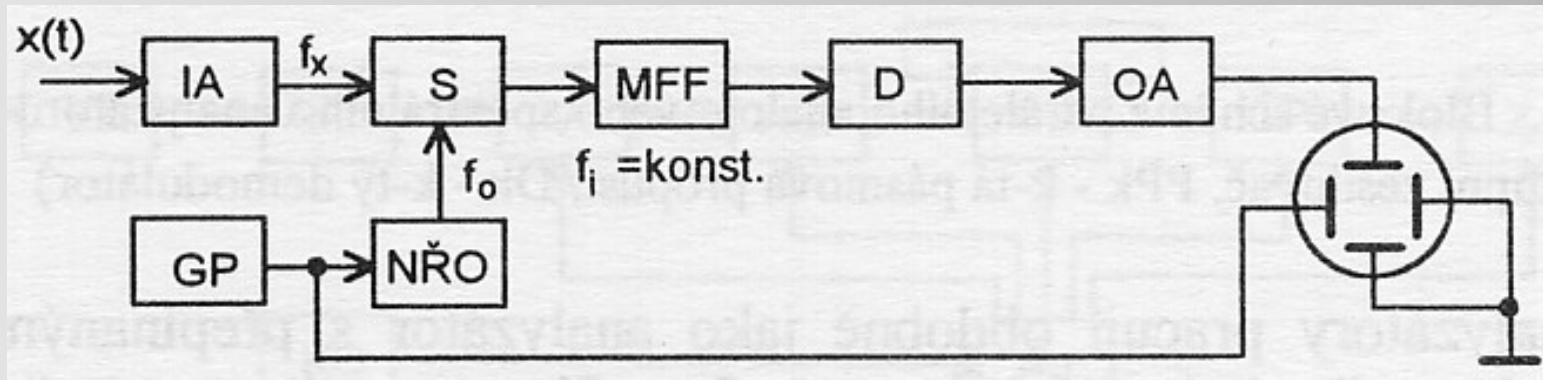 x(t)
IA
fₓ
S
MFF
D
OA
fᵢ =konst.
fₒ
GP
NŘO